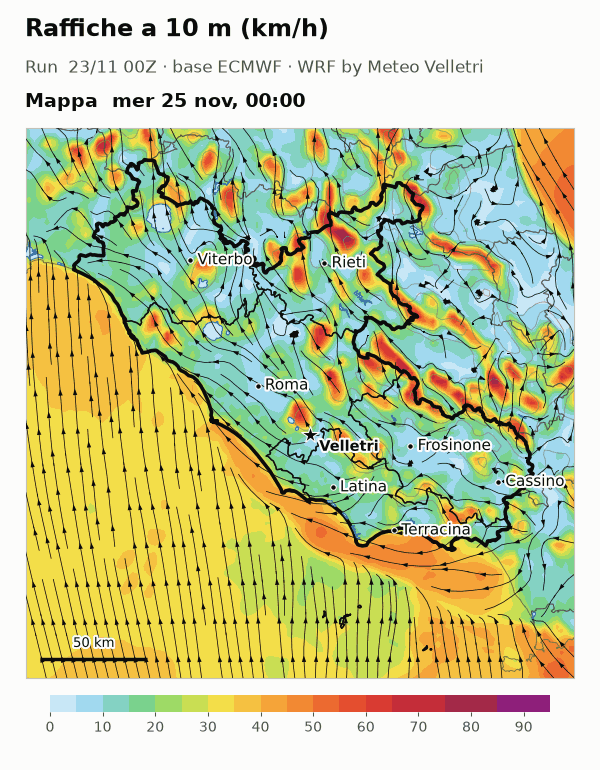 Raffiche a 10 m (km/h)
Run  23/11 00Z · base ECMWF · WRF by Meteo Velletri
Mappa  mer 25 nov, 00:00
Viterbo
Rieti
Roma
Velletri
Frosinone
Cassino
Latina
Terracina
50 km
0 10 20 30 40 50 60 70 80 90